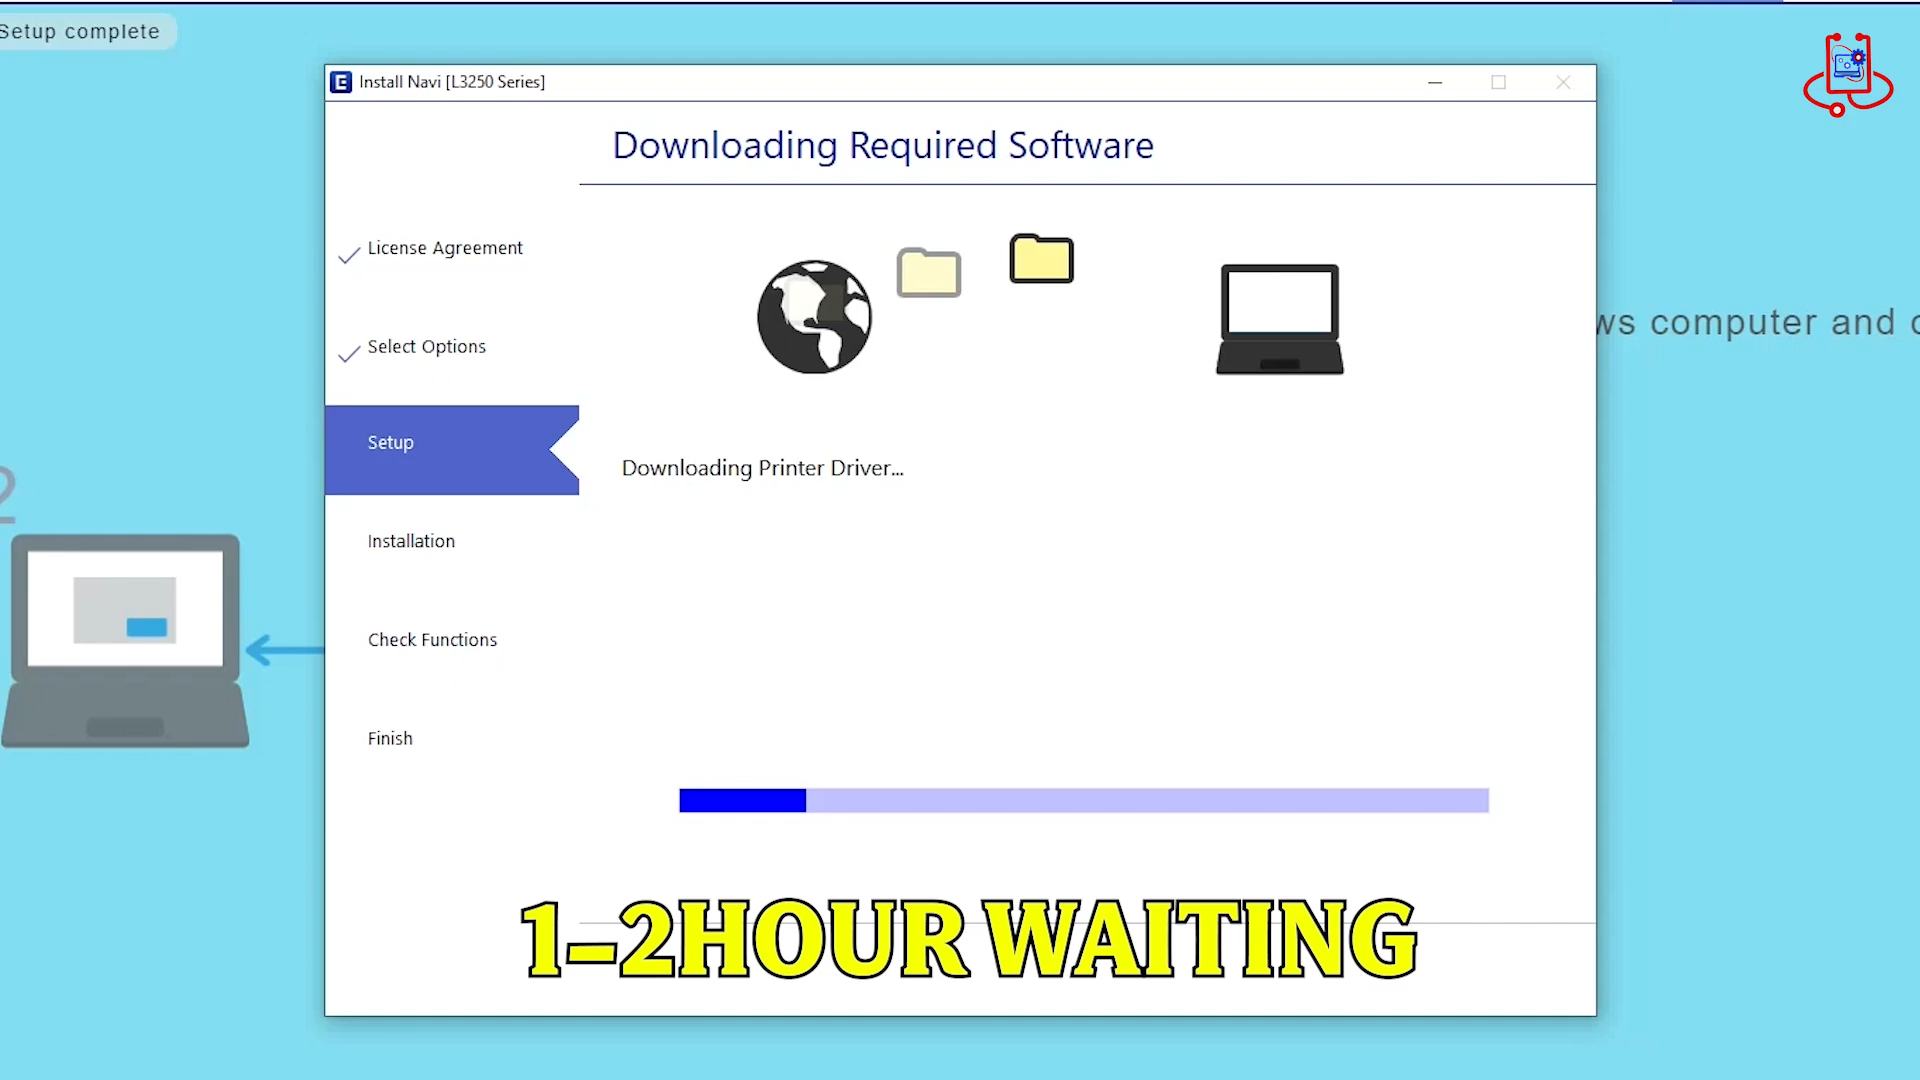 Setup complete
Install Navi [L3250 Series]
Downloading Required Software
License Agreement
Select Options
Setup
Downloading Printer Driver...
Installation
Check Functions
Finish
computer and
2
1-2HOUR WAITING